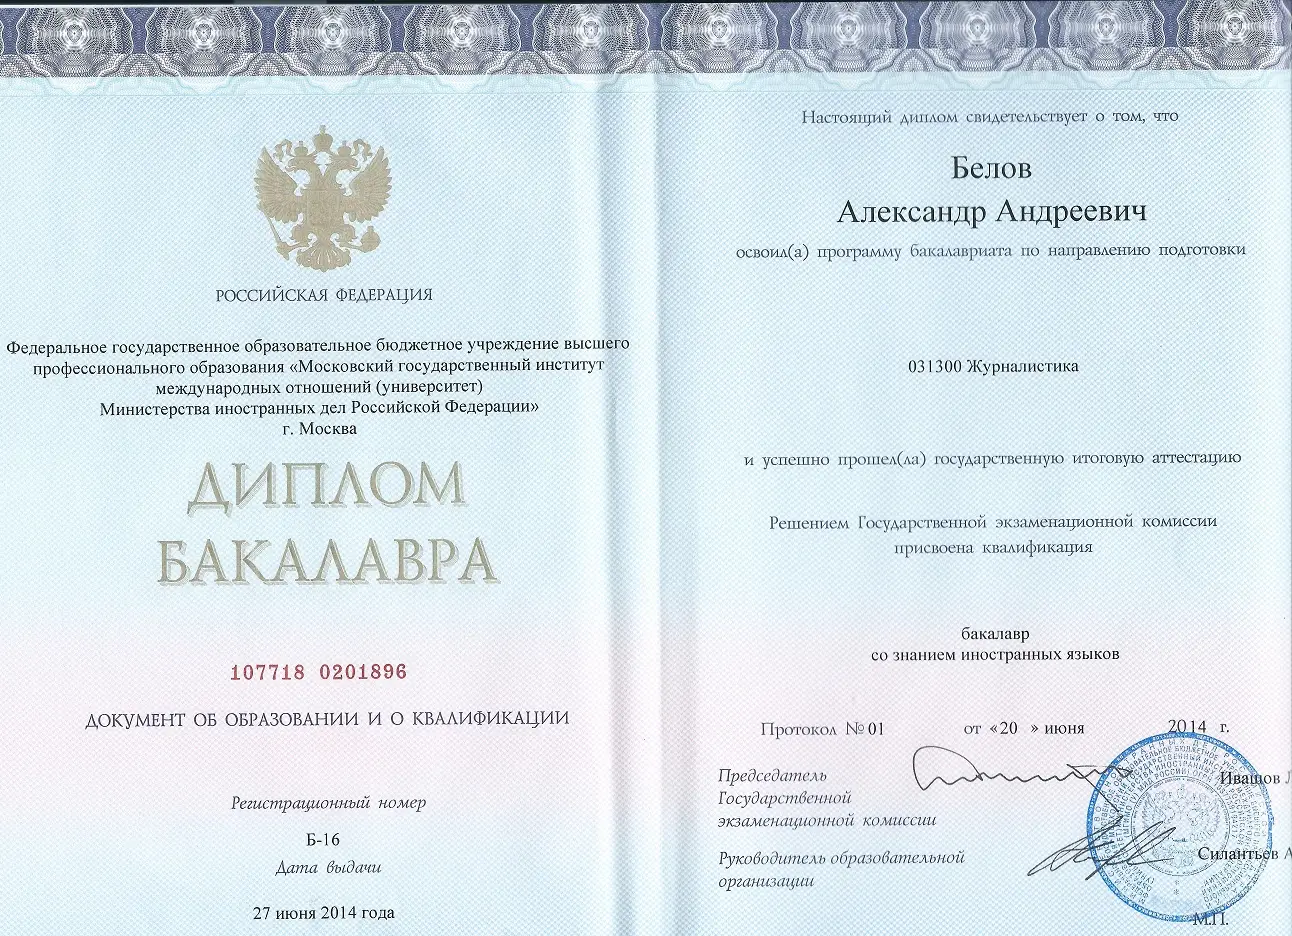 РОССИЙСКАЯ ФЕДЕРАЦИЯ
Федеральное государственное образовательное бюджетное учреждение высшего
профессионального образования «Московский государственный институт
международных отношений (университет)
Министерства иностранных дел Российской Федерации»
г. Москва
ДИПЛОМ
БАКАЛАВРА
107718 0201896
ДОКУМЕНТ ОБ ОБРАЗОВАНИИ И О КВАЛИФИКАЦИИ
Регистрационный номер
Б-16
Дата выдачи
27 июня 2014 года
Настоящий диплом свидетельствует о том, что
Белов
Александр Андреевич
освоил(а) программу бакалавриата по направлению подготовки
031300 Журналистика
и успешно прошел(ла) государственную итоговую аттестацию
Решением Государственной экзаменационной комиссии
присвоена квалификация
бакалавр
со знанием иностранных языков
Протокол № 01 от «20 » июня 2014 г.
Председатель
Государственной
экзаменационной комиссии
Ивашов Л
Руководитель образовательной
организации
Силантьев А
М.П.